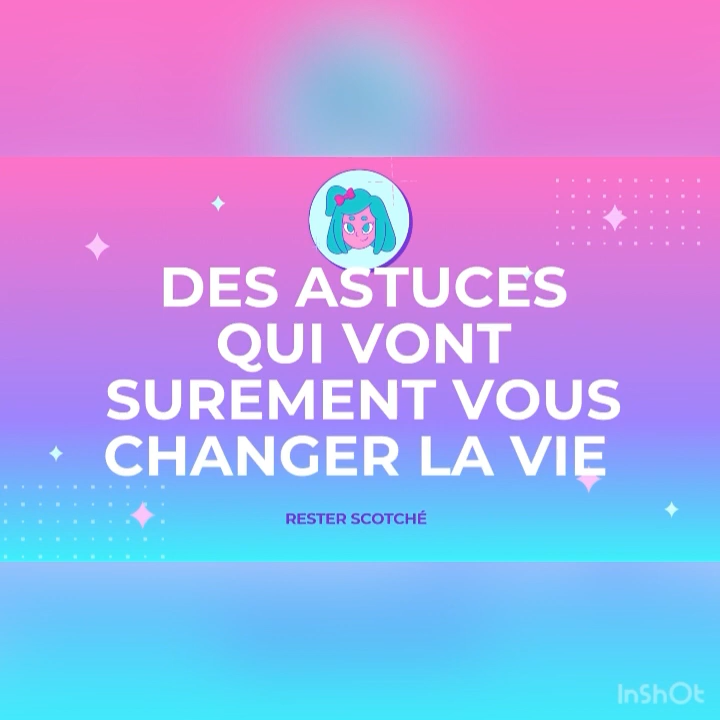 DES ASTUCES
QUI VONT
SUREMENT VOUS
CHANGER LA VIE
RESTER SCOTCHÉ
InShOt